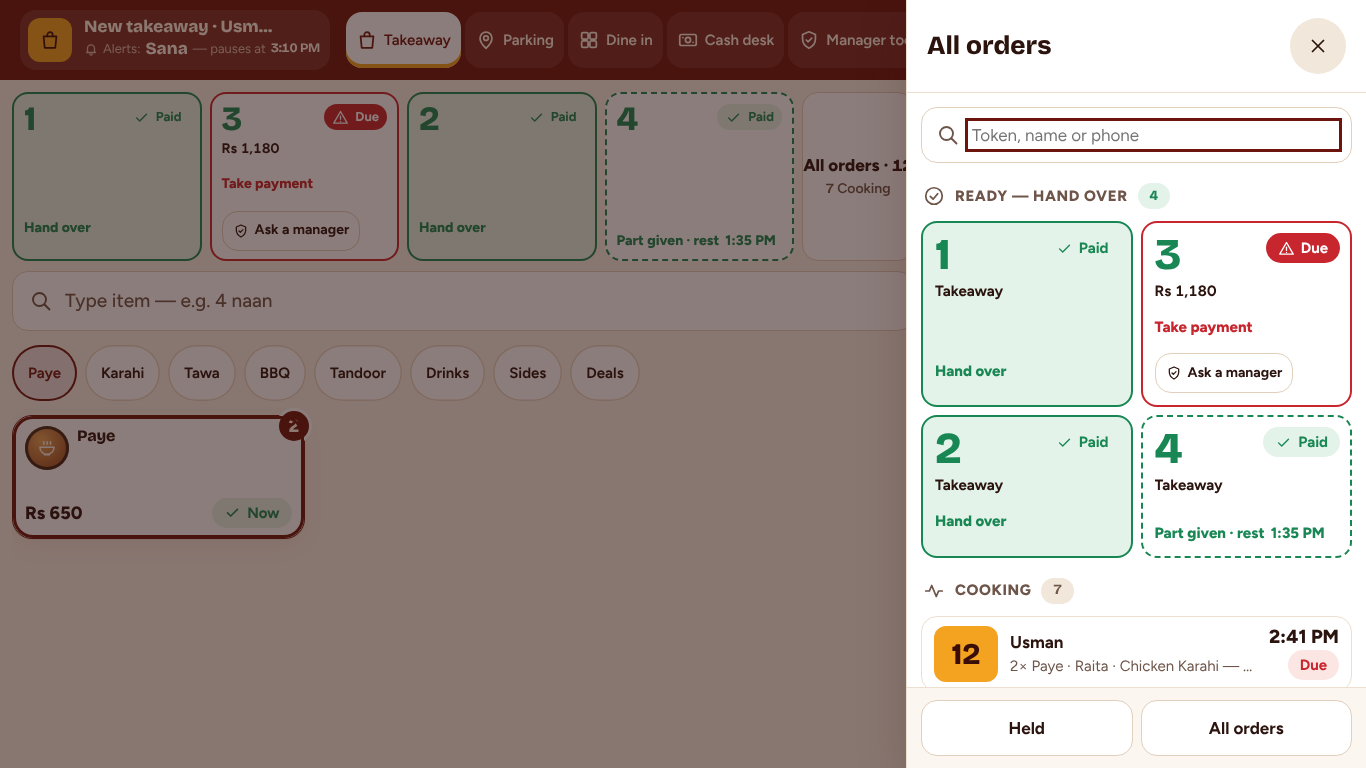 New takeaway · Usm...
Alerts: Sana — pauses at 3:10 PM
Takeaway
Parking
Dine in
Cash desk
1
Paid
Hand over
3
Due
Rs 1,180
Take payment
Ask a manager
2
Paid
Hand over
4
Paid
Part given · rest 1:35 PM
7 Cooking
Type item — e.g. 4 naan
Paye
Karahi
Tawa
BBQ
Tandoor
Drinks
Sides
Deals
2
Paye
Rs 650
Now
All orders
Token, name or phone
READY — HAND OVER 4
1
Paid
Takeaway
Hand over
3
Due
Rs 1,180
Take payment
Ask a manager
2
Paid
Takeaway
Hand over
4
Paid
Takeaway
Part given · rest 1:35 PM
COOKING 7
12
Usman
2× Paye · Raita · Chicken Karahi — ...
2:41 PM
Due
Held
All orders